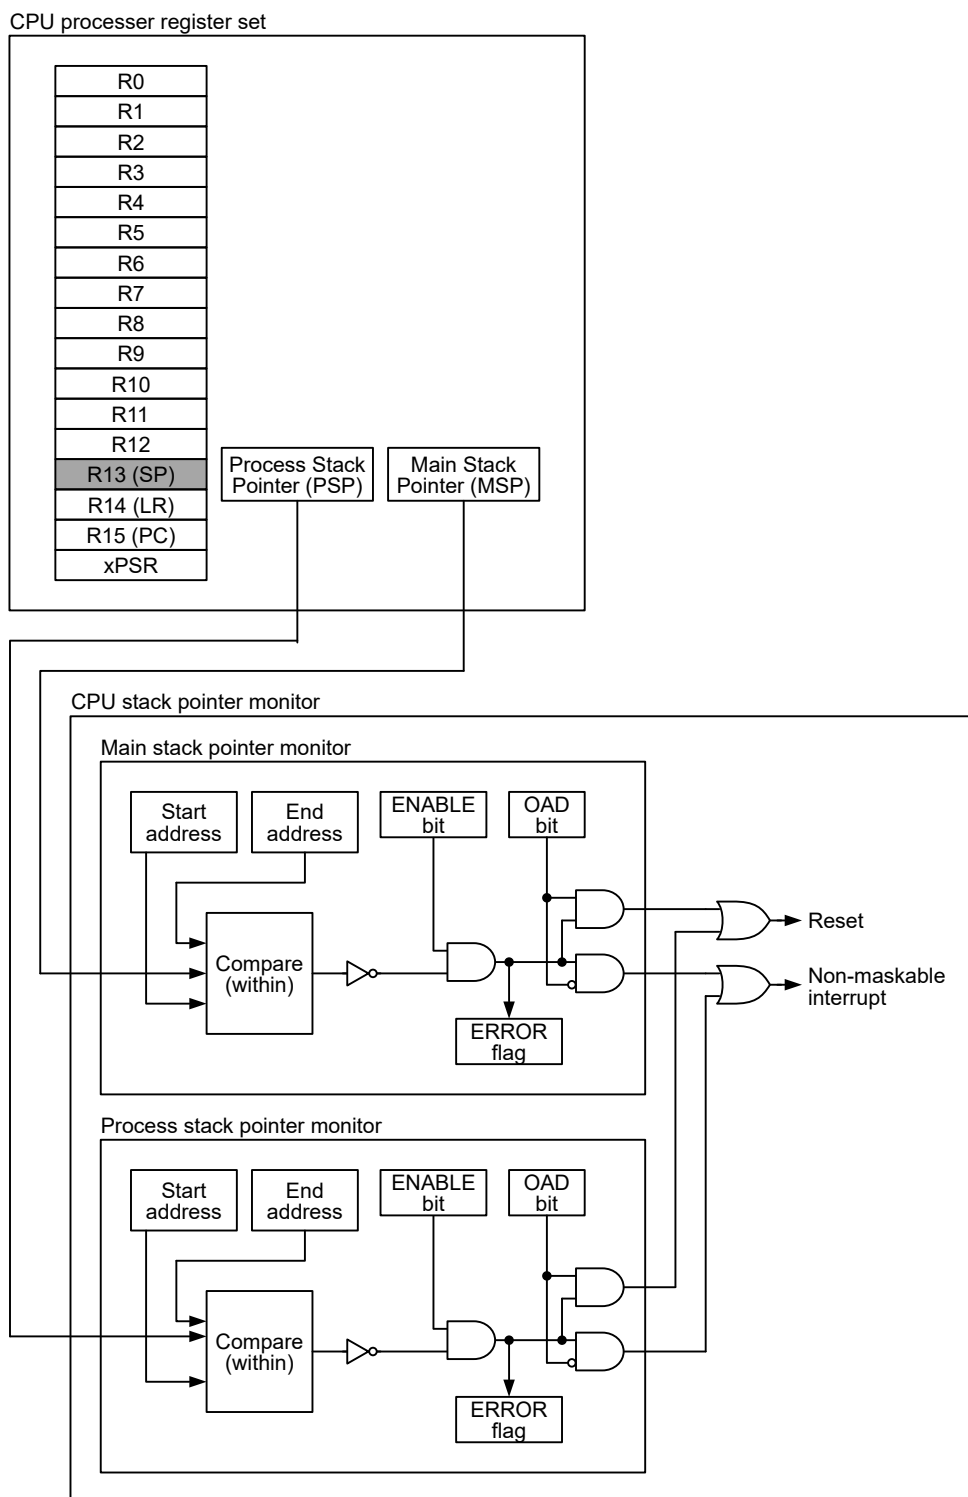 CPU processer register set
R0
R1
R2
R3
R4
R5
R6
R7
R8
R9
R10
R11
R12
R13 (SP)
R14 (LR)
R15 (PC)
xPSR
Process Stack
Pointer (PSP)
Main Stack
Pointer (MSP)
CPU stack pointer monitor
Main stack pointer monitor
Start
address
End
address
ENABLE
bit
OAD
bit
Compare
(within)
ERROR
flag
Reset
Non-maskable
interrupt
Process stack pointer monitor
Start
address
End
address
ENABLE
bit
OAD
bit
Compare
(within)
ERROR
flag